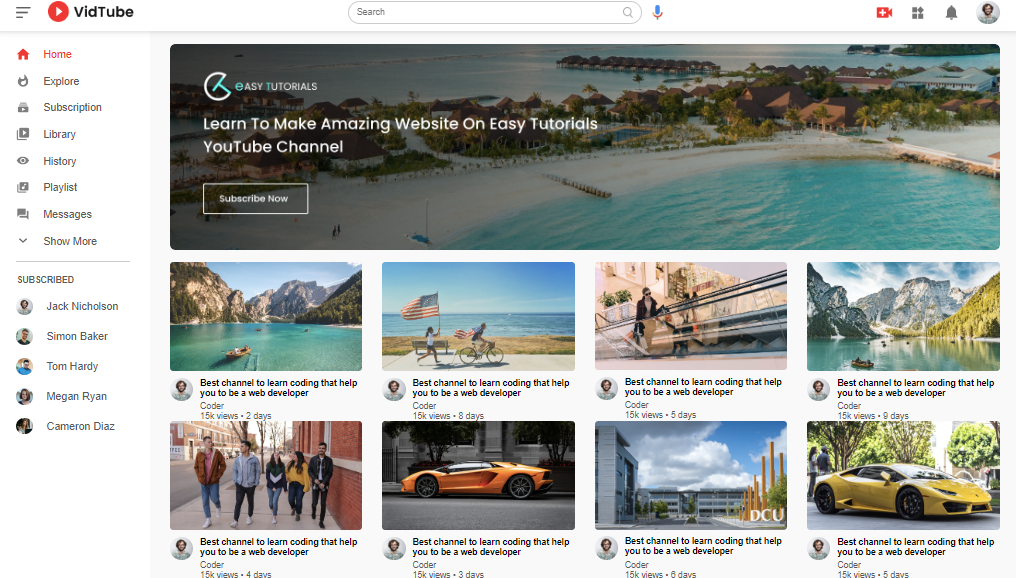 VidTube
Search
Home
Explore
Subscription
Library
History
Playlist
Messages
Show More
SUBSCRIBED
Jack Nicholson
Simon Baker
Tom Hardy
Megan Ryan
Cameron Diaz
eASY TUTORIALS
Learn To Make Amazing Website On Easy Tutorials
YouTube Channel
Subscribe Now
Best channel to learn coding that help
you to be a web developer
Coder
15k views • 2 days
Best channel to learn coding that help
you to be a web developer
Coder
15k views • 8 days
Best channel to learn coding that help
you to be a web developer
Coder
15k views • 5 days
Best channel to learn coding that help
you to be a web developer
Coder
15k views • 9 days
DCU
Best channel to learn coding that help
you to be a web developer
Coder
15k views • 4 days
Best channel to learn coding that help
you to be a web developer
Coder
15k views • 3 days
Best channel to learn coding that help
you to be a web developer
Coder
15k views • 6 days
Best channel to learn coding that help
you to be a web developer
Coder
15k views • 5 days